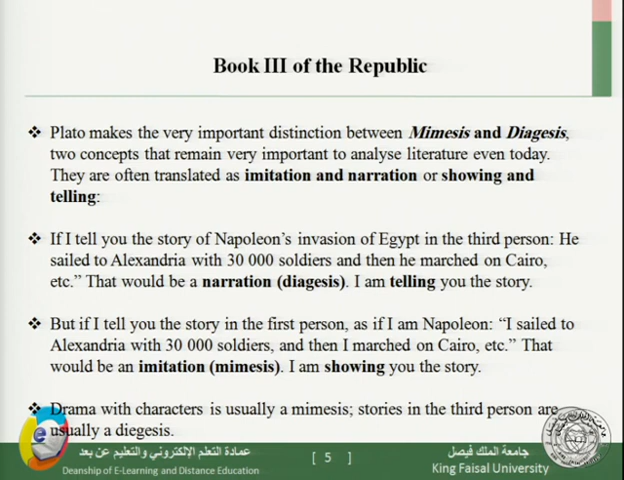 Book III of the Republic
❖ Plato makes the very important distinction between Mimesis and Diagesis,
two concepts that remain very important to analyse literature even today.
They are often translated as imitation and narration or showing and
telling:
❖ If I tell you the story of Napoleon's invasion of Egypt in the third person: He
sailed to Alexandria with 30 000 soldiers and then he marched on Cairo,
etc.” That would be a narration (diagesis). I am telling you the story.
❖ But if I tell you the story in the first person, as if I am Napoleon: “I sailed to
Alexandria with 30 000 soldiers, and then I marched on Cairo, etc.” That
would be an imitation (mimesis). I am showing you the story.
❖ Drama with characters is usually a mimesis; stories in the third person are
usually a diegesis.
عمادة التعلم الإلكتروني والتعليم عن بعد
Deanship of E-Learning and Distance Education
[ 5 ]
جامعة الملك فيصل
King Faisal University